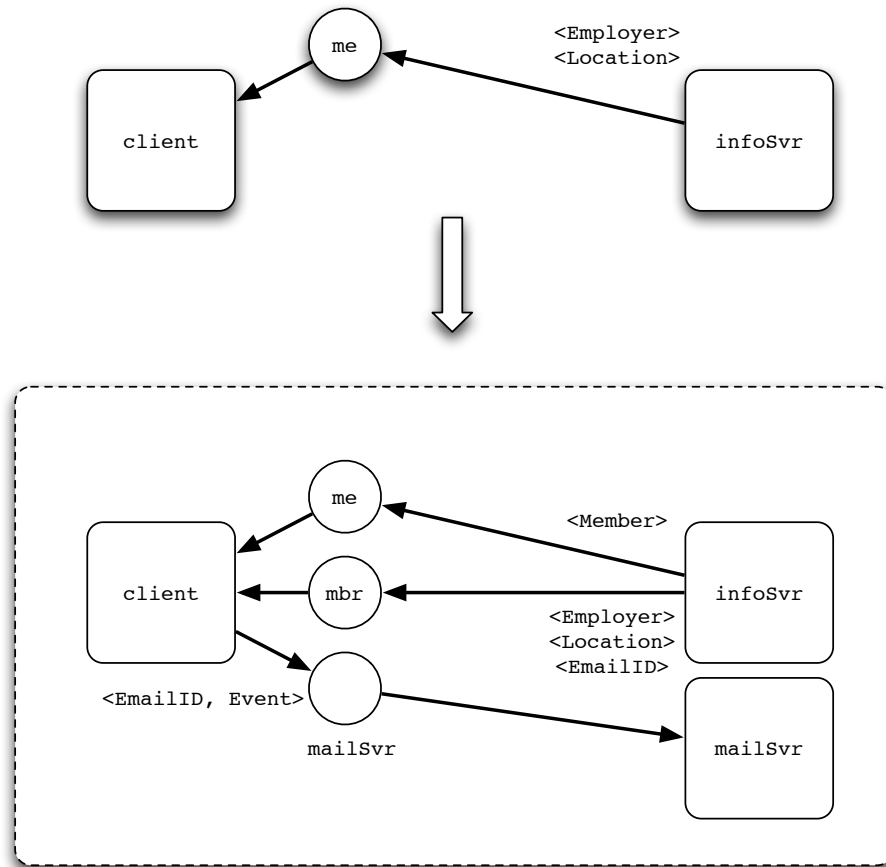 me
<Employer>
<Location>
client
infoSvr
me
<Member>
client
mbr
infoSvr
<Employer>
<Location>
<EmailID>
<EmailID, Event>
mailSvr
mailSvr